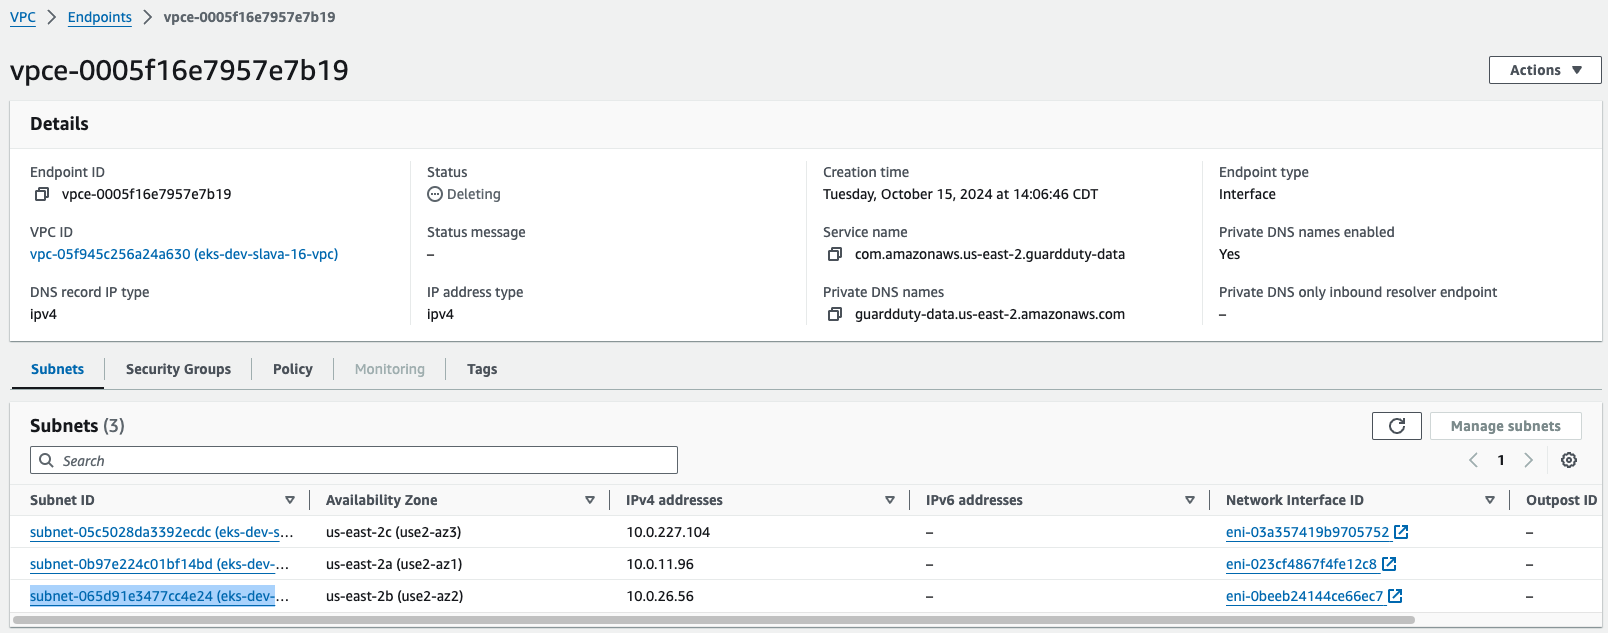 VPC > Endpoints > vpce-0005f16e7957e7b19
vpce-0005f16e7957e7b19
Actions
Details
Endpoint ID
vpce-0005f16e7957e7b19
Status
Deleting
Creation time
Tuesday, October 15, 2024 at 14:06:46 CDT
Endpoint type
Interface
VPC ID
vpc-05f945c256a24a630 (eks-dev-slava-16-vpc)
Status message
–
Service name
com.amazonaws.us-east-2.guardduty-data
Private DNS names enabled
Yes
DNS record IP type
ipv4
IP address type
ipv4
Private DNS names
guardduty-data.us-east-2.amazonaws.com
Private DNS only inbound resolver endpoint
–
Subnets Security Groups Policy Monitoring Tags
Subnets (3)
Manage subnets
Search
1
Subnet ID Availability Zone IPv4 addresses IPv6 addresses Network Interface ID Outpost ID
subnet-05c5028da3392ecdc (eks-dev-s... us-east-2c (use2-az3) 10.0.227.104 – eni-03a357419b9705752 –
subnet-0b97e224c01bf14bd (eks-dev-... us-east-2a (use2-az1) 10.0.11.96 – eni-023cf4867f4fe12c8 –
subnet-065d91e3477cc4e24 (eks-dev-... us-east-2b (use2-az2) 10.0.26.56 – eni-0beeb24144ce66ec7 –